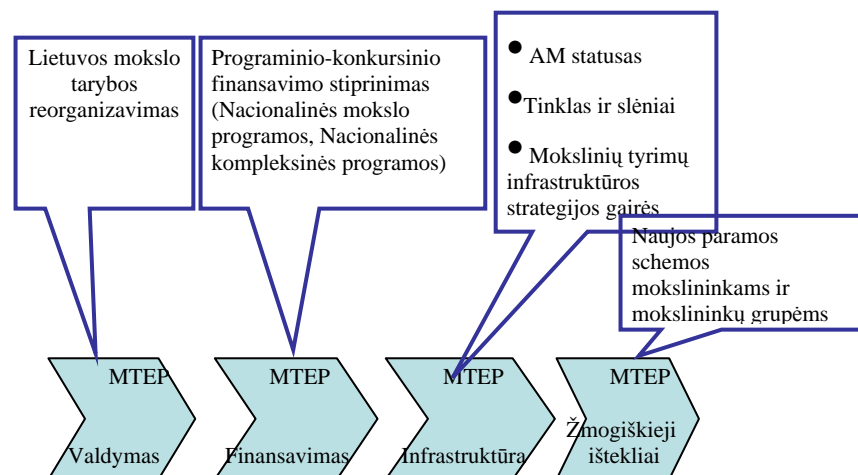 Lietuvos mokslo
tarybos
reorganizavimas
Programinio-konkursinio
finansavimo stiprinimas
(Nacionalinės mokslo
programos, Nacionalinės
kompleksinės programos)
• AM statusas
• Tinklas ir slėniai
• Mokslinių tyrimų
infrastruktūros
strategijos gairės
Naujos paramos
schemos
mokslininkams ir
mokslininkų grupėms
MTEP
Valdymas
MTEP
Finansavimas
MTEP
Infrastruktūra
MTEP
Žmogiškieji
ištekliai